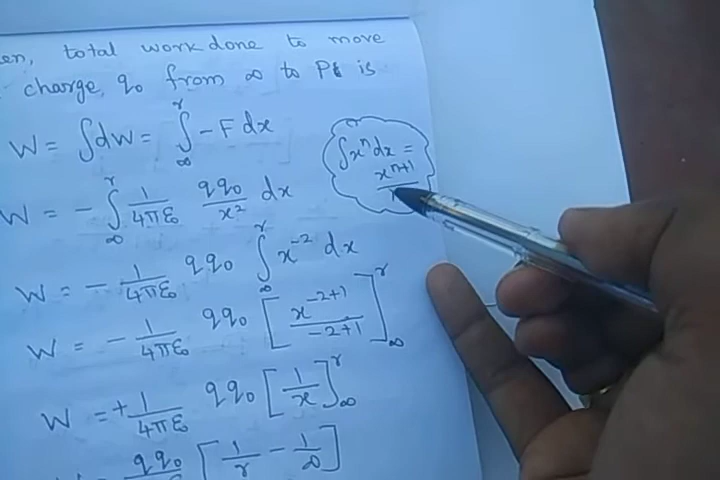 total work done to move
charge q₀ from ∞ to P is
W = ∫dW = ∫_∞^r -F dx
W = - ∫_∞^r 1/4πε₀ qq₀/x² dx
∫xⁿ dx = xⁿ⁺¹/
W = - 1/4πε₀ qq₀ ∫_∞^r x⁻² dx
W = - 1/4πε₀ qq₀ [x⁻²⁺¹/-2+1]_∞^r
W = + 1/4πε₀ qq₀ [1/x]_∞^r
qq₀ [1/r - 1/∞]